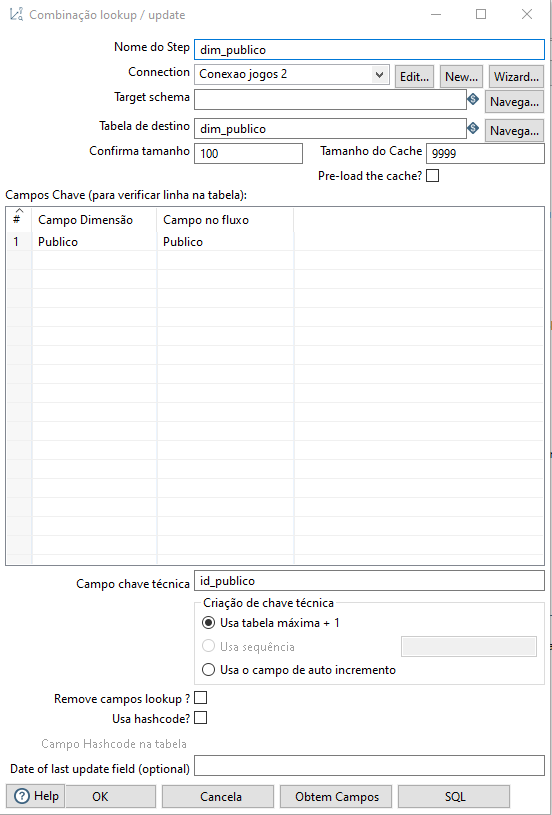 Combinação lookup / update
Nome do Step dim_publico
Connection Conexao jogos 2 Edit... New... Wizard...
Target schema Navega...
Tabela de destino dim_publico Navega...
Confirma tamanho 100 Tamanho do Cache 9999
Pre-load the cache?
Campos Chave (para verificar linha na tabela):
# Campo Dimensão Campo no fluxo
1 Publico Publico
Campo chave técnica id_publico
Criação de chave técnica
Usa tabela máxima + 1
Usa sequência
Usa o campo de auto incremento
Remove campos lookup ?
Usa hashcode?
Campo Hashcode na tabela
Date of last update field (optional)
Help OK Cancela Obtem Campos SQL